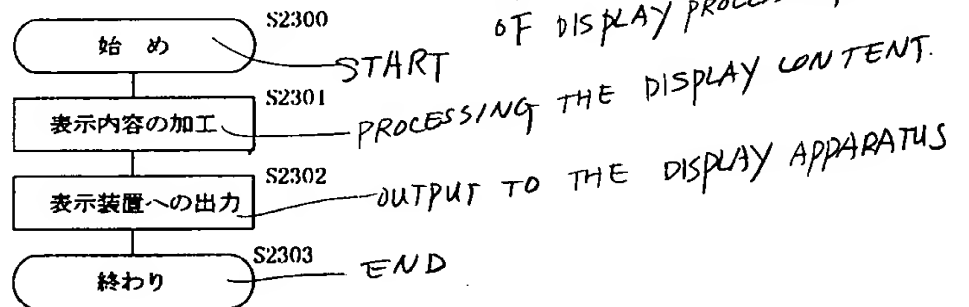 OF DISPLAY
S2300
始め
START
S2301
表示内容の加工
PROCESSING THE DISPLAY CONTENT.
S2302
表示装置への出力
OUTPUT TO THE DISPLAY APPARATUS
S2303
終わり
END